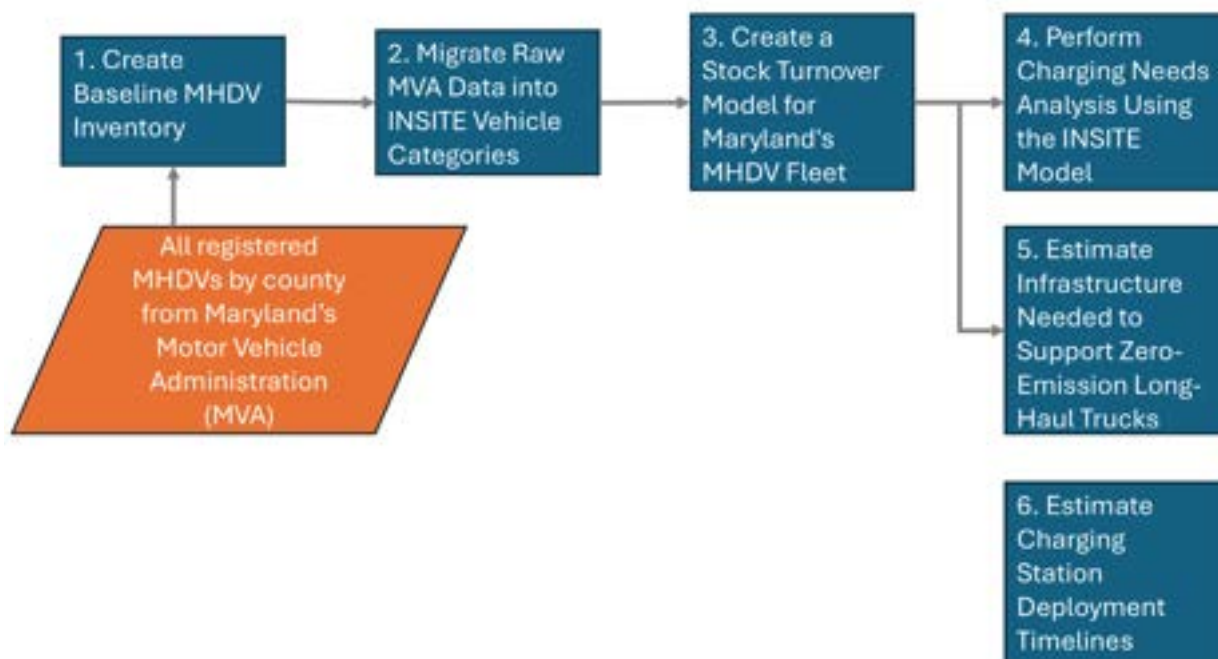 1. Create
Baseline MHDV
Inventory
2. Migrate Raw
MVA Data into
INSITE Vehicle
Categories
3. Create a
Stock Turnover
Model for
Maryland's
MHDV Fleet
4. Perform
Charging Needs
Analysis Using
the INSITE
Model
All registered
MHDVs by county
from Maryland's
Motor Vehicle
Administration
(MVA)
5. Estimate
Infrastructure
Needed to
Support Zero-
Emission Long-
Haul Trucks
6. Estimate
Charging
Station
Deployment
Timelines